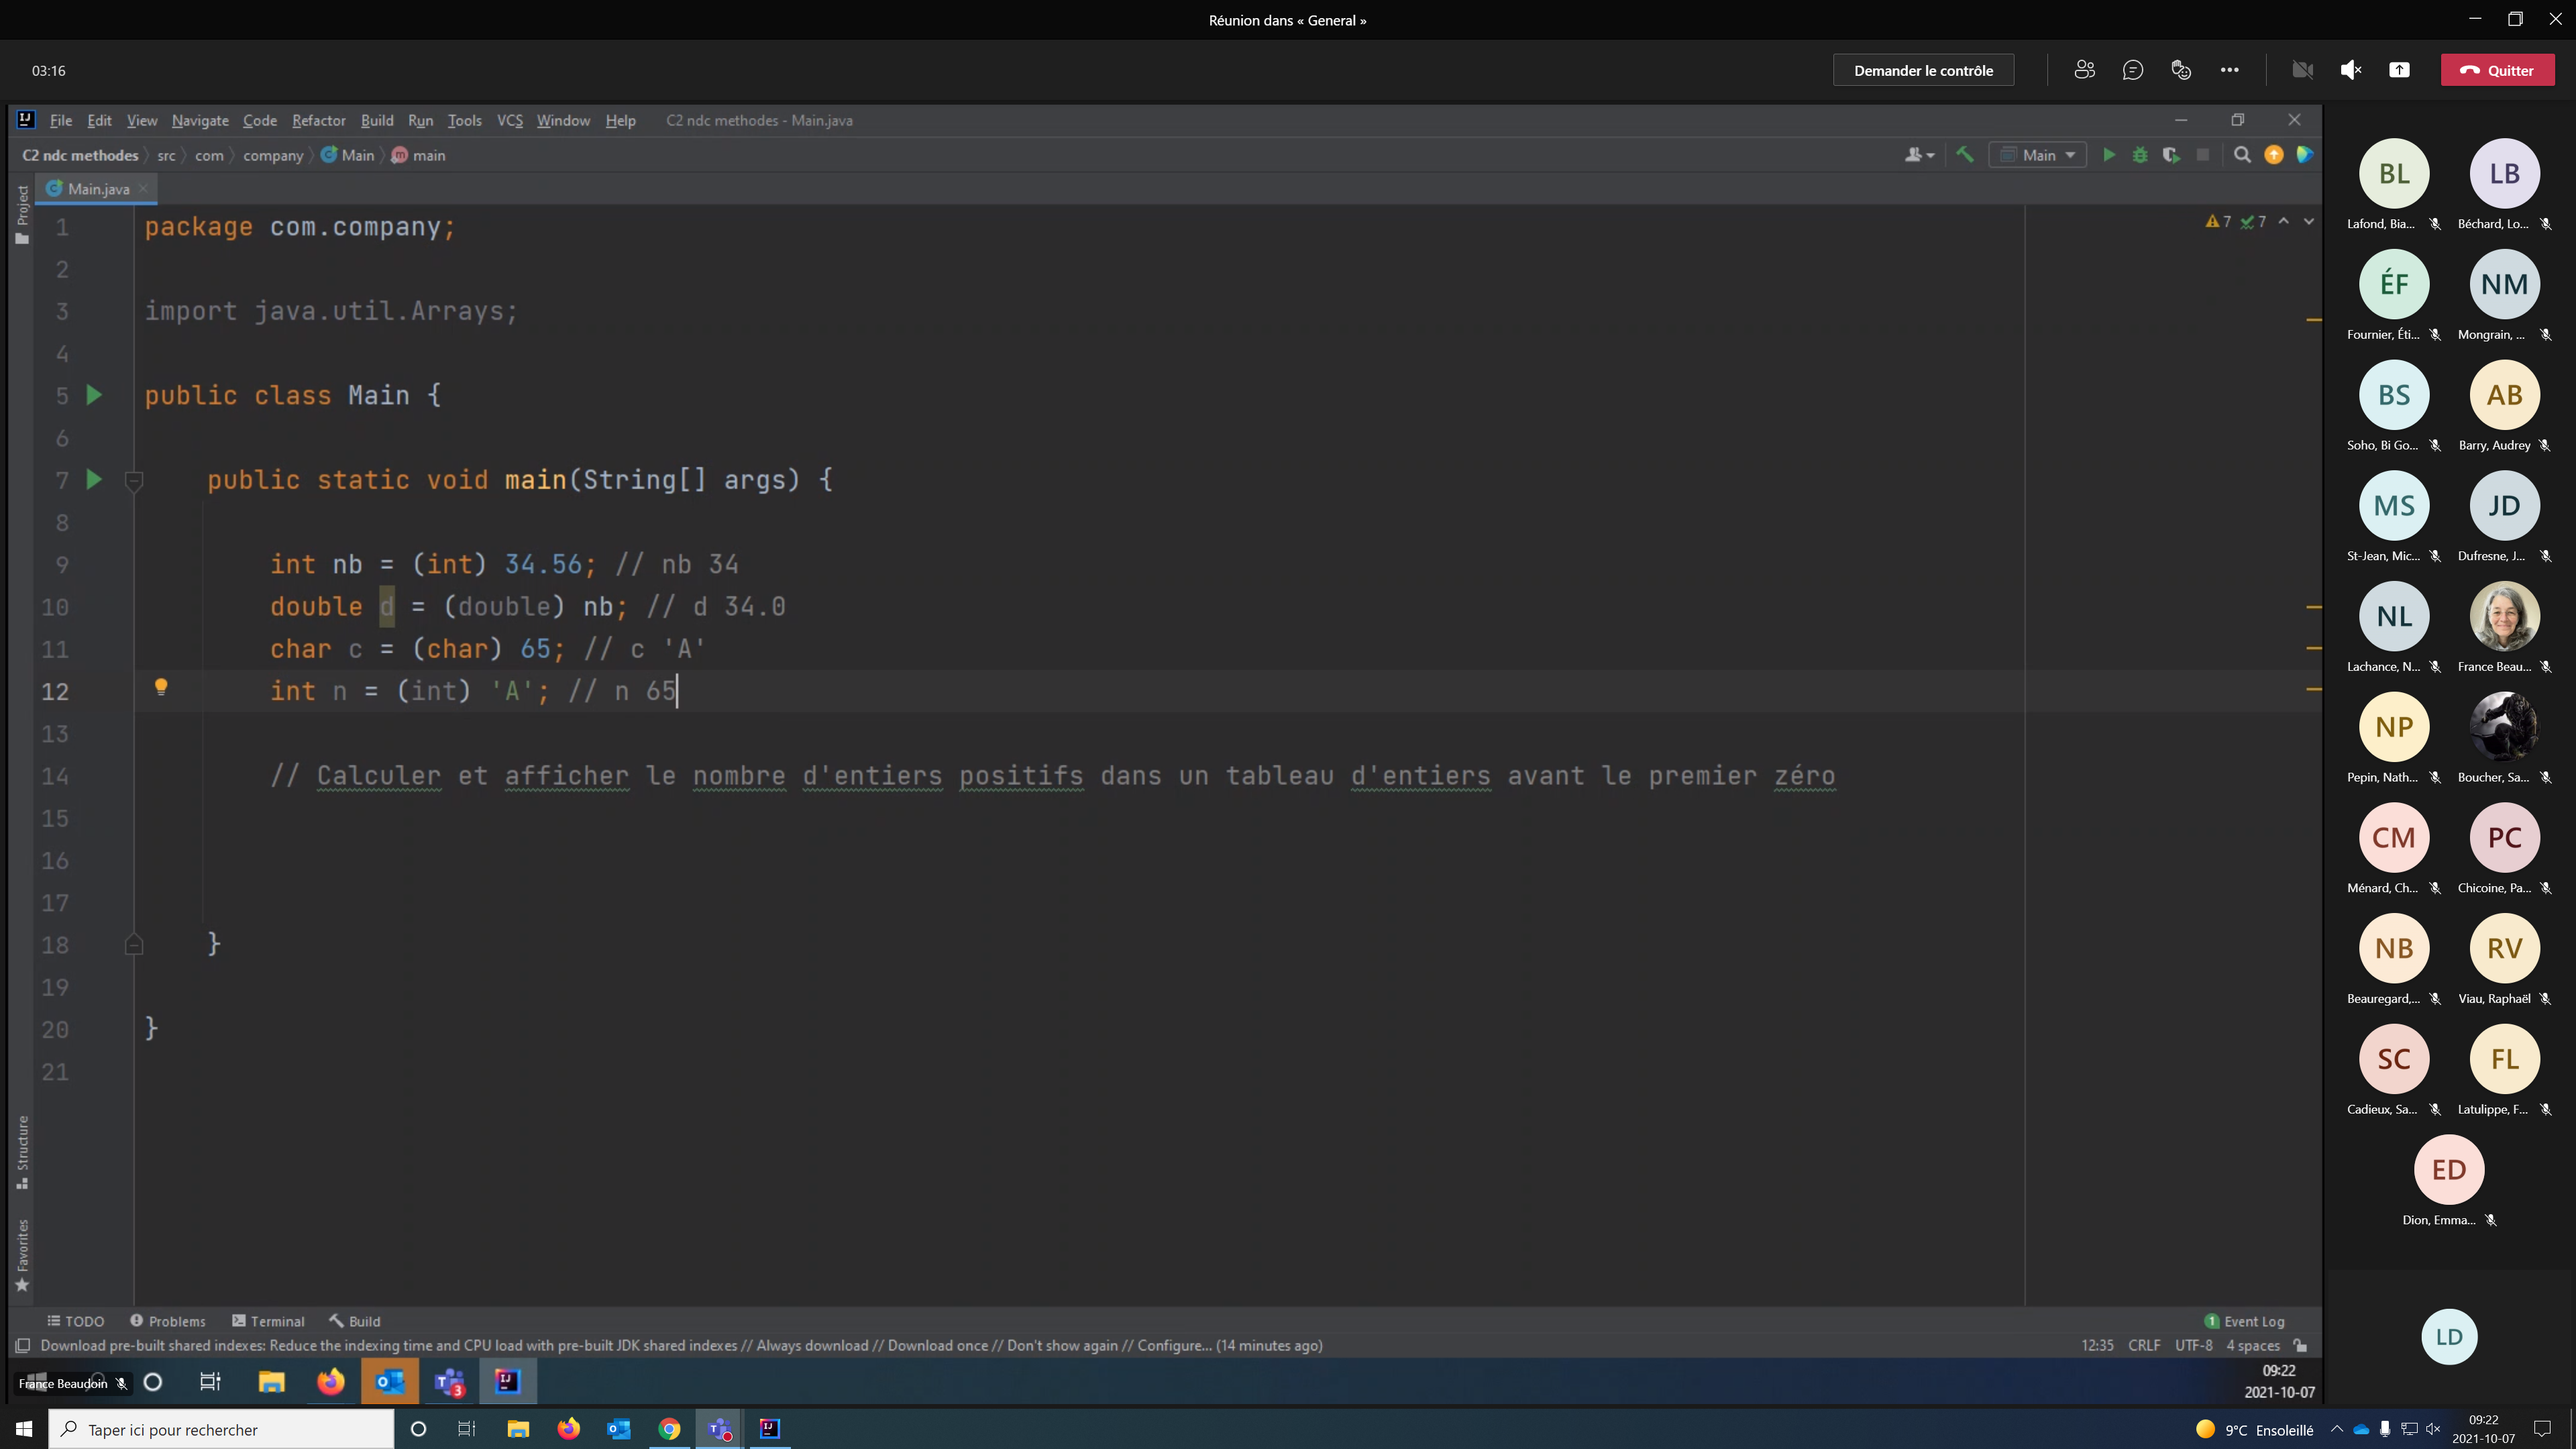 Réunion dans « General »
03:16
Demander le contrôle
Quitter
File Edit View Navigate Code Refactor Build Run Tools VCS Window Help C2 ndc methodes - Main.java
C2 ndc methodes src com company Main main
Main
Project
Main.java
7 7
1 package com.company;
2
3 import java.util.Arrays;
4
5 public class Main {
6
7 public static void main(String[] args) {
8
9 int nb = (int) 34.56; // nb 34
10 double d = (double) nb; // d 34.0
11 char c = (char) 65; // c 'A'
12 int n = (int) 'A'; // n 65
13
14 // Calculer et afficher le nombre d'entiers positifs dans un tableau d'entiers avant le premier zéro
15
16
17
18 }
19
20 }
21
Structure
Favorites
TODO Problems Terminal Build
1 Event Log
Download pre-built shared indexes: Reduce the indexing time and CPU load with pre-built JDK shared indexes // Always download // Download once // Don't show again // Configure... (14 minutes ago)
12:35 CRLF UTF-8 4 spaces
France Beaudoin
3
09:22
2021-10-07
BL LB
Lafond, Bia... Béchard, Lo...
ÉF NM
Fournier, Éti... Mongrain, ...
BS AB
Soho, Bi Go... Barry, Audrey
MS JD
St-Jean, Mic... Dufresne, J...
NL
Lachance, N... France Beau...
NP
Pepin, Nath... Boucher, Sa...
CM PC
Ménard, Ch... Chicoine, Pa...
NB RV
Beauregard,... Viau, Raphaël
SC FL
Cadieux, Sa... Latulippe, F...
ED
Dion, Emma...
LD
Taper ici pour rechercher
9°C Ensoleillé
09:22
2021-10-07